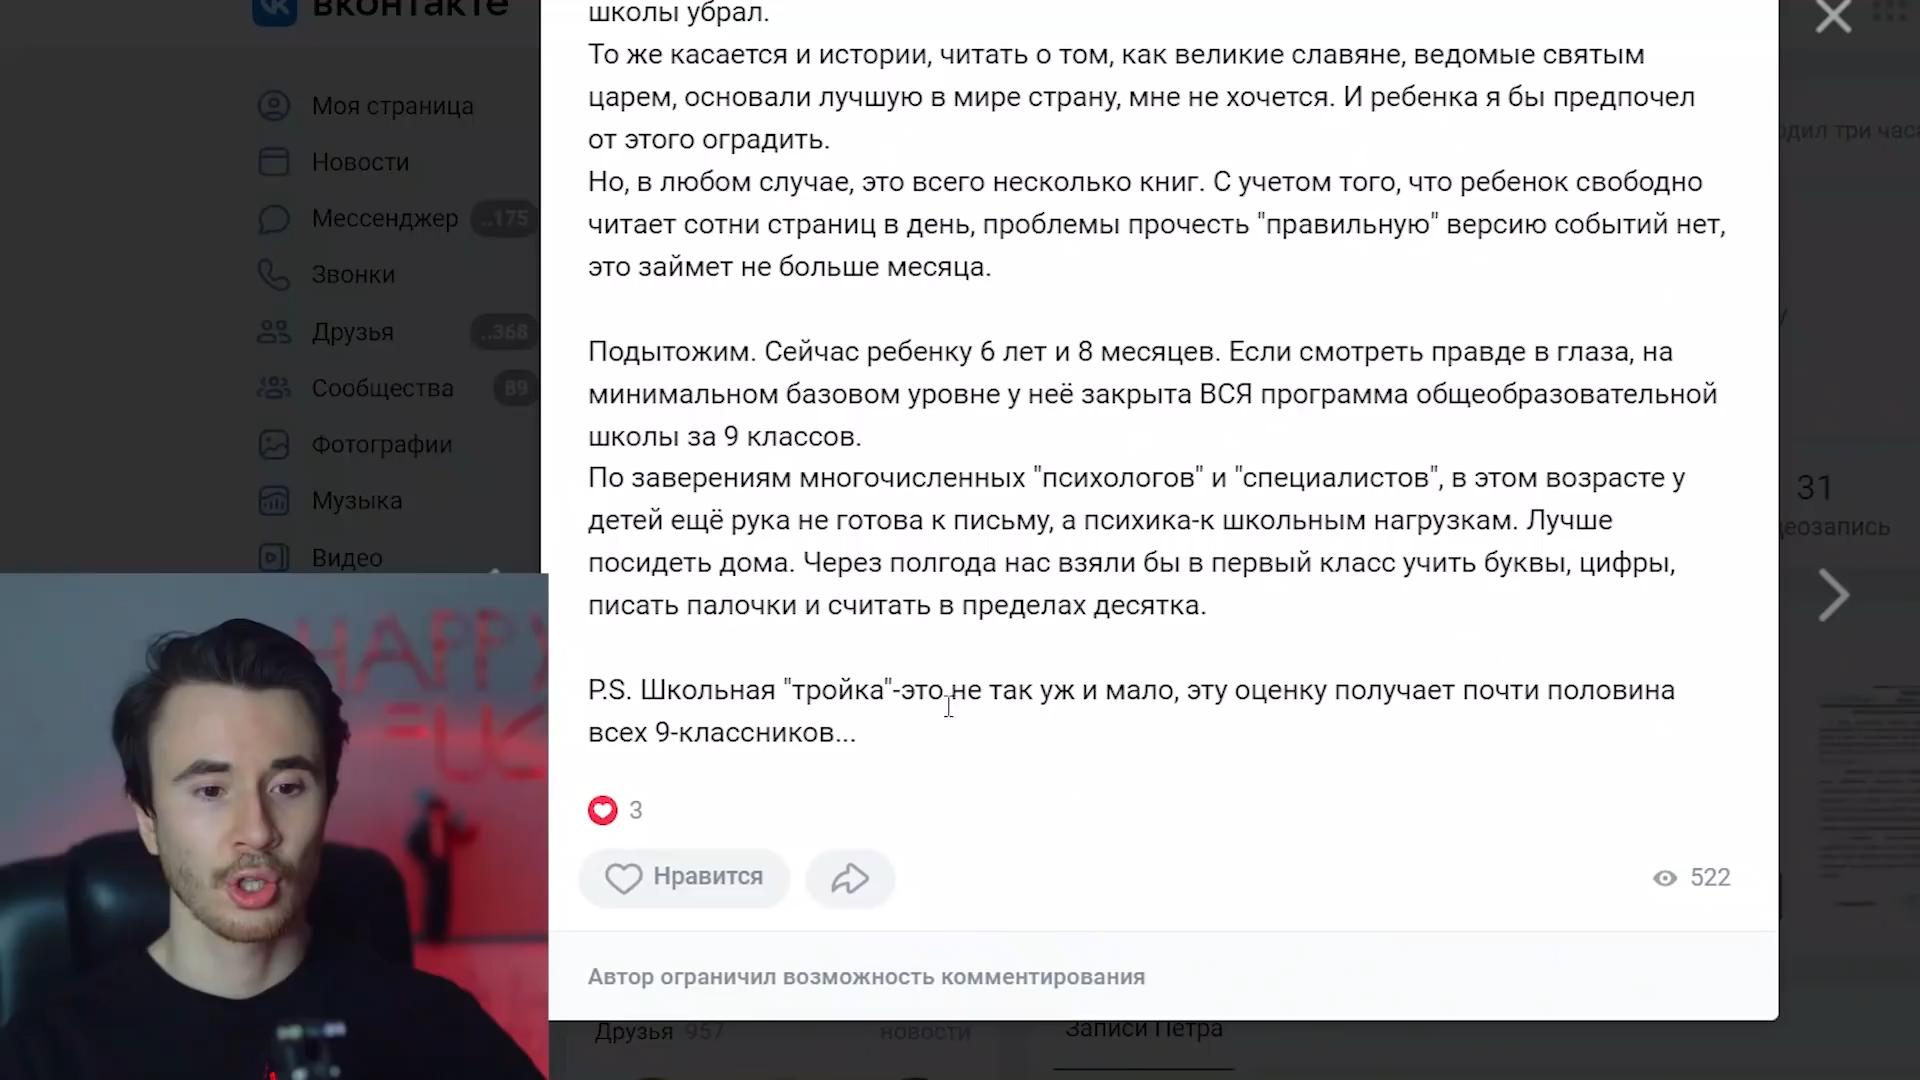 вконтакте
школы убрал.
То же касается и истории, читать о том, как великие славяне, ведомые святым
царем, основали лучшую в мире страну, мне не хочется. И ребенка я бы предпочел
от этого оградить.
Но, в любом случае, это всего несколько книг. С учетом того, что ребенок свободно
читает сотни страниц в день, проблемы прочесть "правильную" версию событий нет,
это займет не больше месяца.
Подытожим. Сейчас ребенку 6 лет и 8 месяцев. Если смотреть правде в глаза, на
минимальном базовом уровне у неё закрыта ВСЯ программа общеобразовательной
школы за 9 классов.
По заверениям многочисленных "психологов" и "специалистов", в этом возрасте у
детей ещё рука не готова к письму, а психика-к школьным нагрузкам. Лучше
посидеть дома. Через полгода нас взяли бы в первый класс учить буквы, цифры,
писать палочки и считать в пределах десятка.
P.S. Школьная "тройка"-это не так уж и мало, эту оценку получает почти половина
всех 9-классников...
3
Нравится
522
Автор ограничил возможность комментирования
Моя страница
Новости
Мессенджер ..175
Звонки
Друзья ..368
Сообщества 89
Фотографии
Музыка
Видео
HAPPY
Друзья 957
новости
Записи Петра
три
31